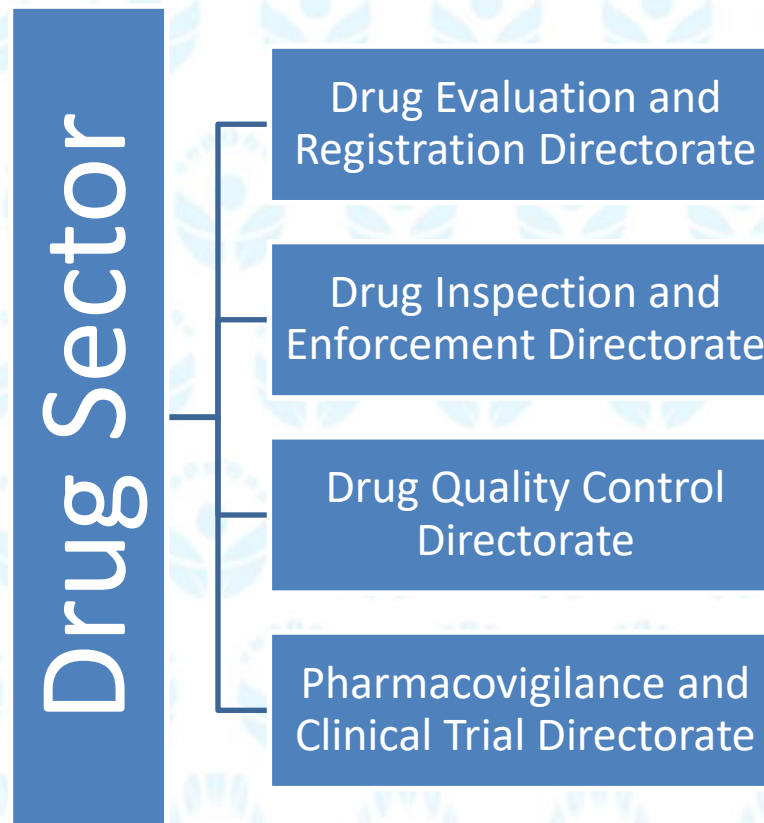 Drug Sector
Drug Evaluation and
Registration Directorate
Drug Inspection and
Enforcement Directorate
Drug Quality Control
Directorate
Pharmacovigilance and
Clinical Trial Directorate